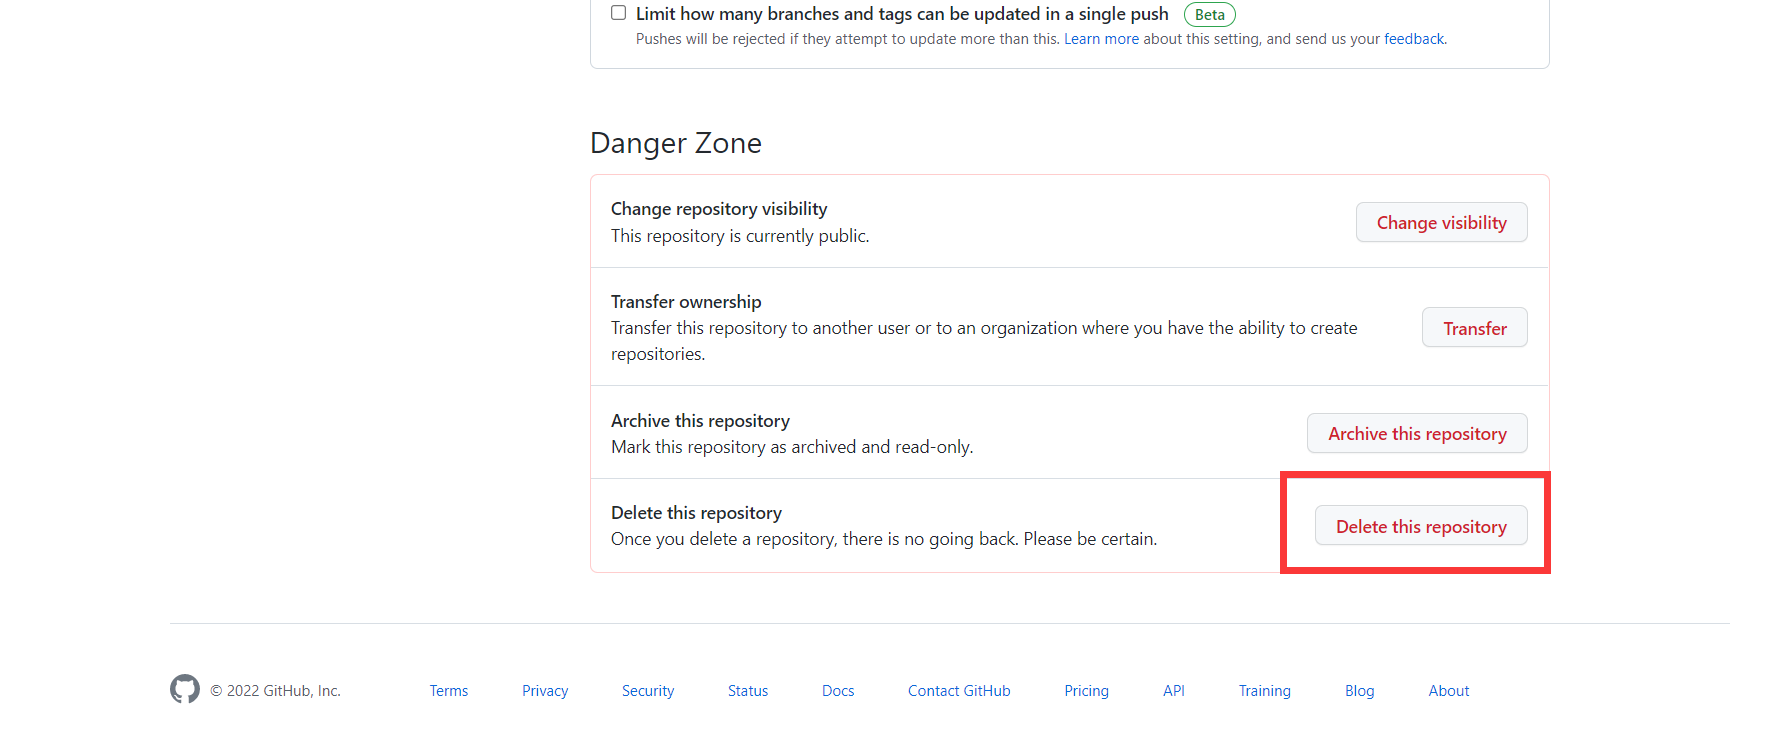 Limit how many branches and tags can be updated in a single push Beta
Pushes will be rejected if they attempt to update more than this. Learn more about this setting, and send us your feedback.
Danger Zone
Change repository visibility
This repository is currently public.
Change visibility
Transfer ownership
Transfer this repository to another user or to an organization where you have the ability to create
repositories.
Transfer
Archive this repository
Mark this repository as archived and read-only.
Archive this repository
Delete this repository
Once you delete a repository, there is no going back. Please be certain.
Delete this repository
© 2022 GitHub, Inc. Terms Privacy Security Status Docs Contact GitHub Pricing API Training Blog About